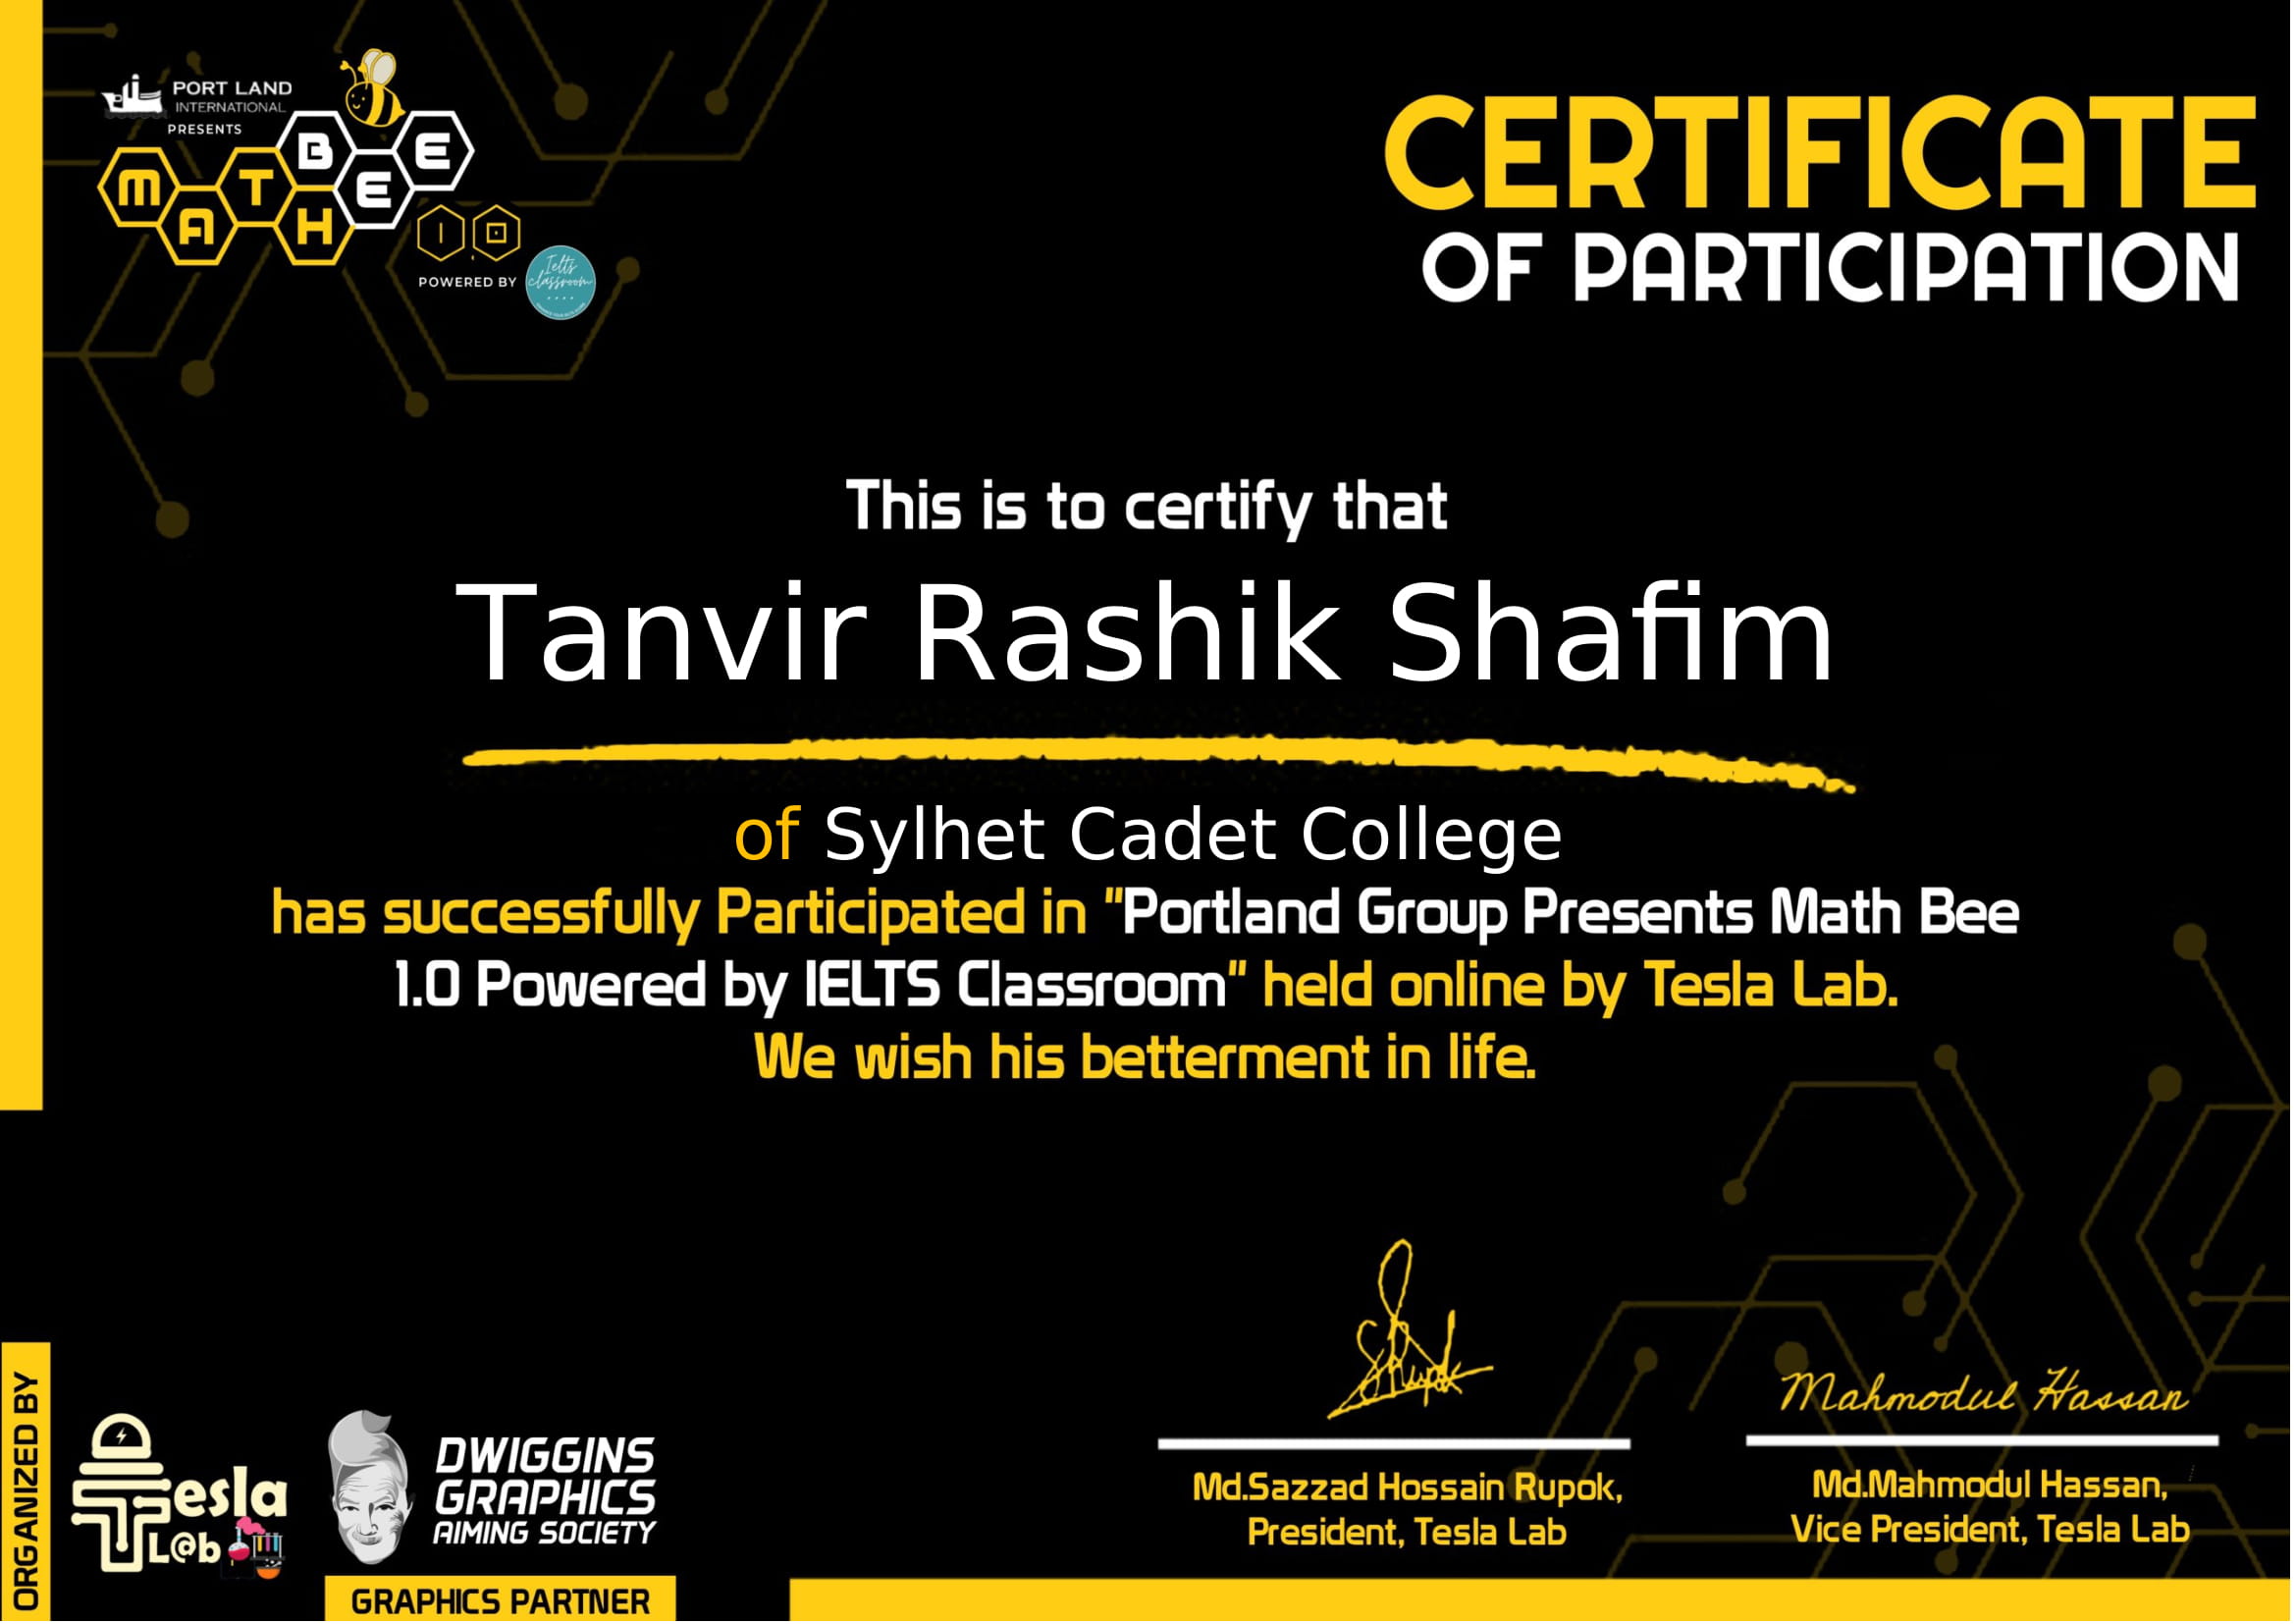 PORT LAND
INTERNATIONAL
PRESENTS
MATH BEE
1.0
POWERED BY
Ielts
classroom
CERTIFICATE
OF PARTICIPATION
This is to certify that
Tanvir Rashik Shafim
of Sylhet Cadet College
has successfully Participated in "Portland Group Presents Math Bee
1.0 Powered by IELTS Classroom" held online by Tesla Lab.
We wish his betterment in life.
ORGANIZED BY
Tesla
L@b
DWIGGINS
GRAPHICS
AIMING SOCIETY
GRAPHICS PARTNER
Rupok
Md.Sazzad Hossain Rupok,
President, Tesla Lab
Mahmodul Hassan
Md.Mahmodul Hassan,
Vice President, Tesla Lab